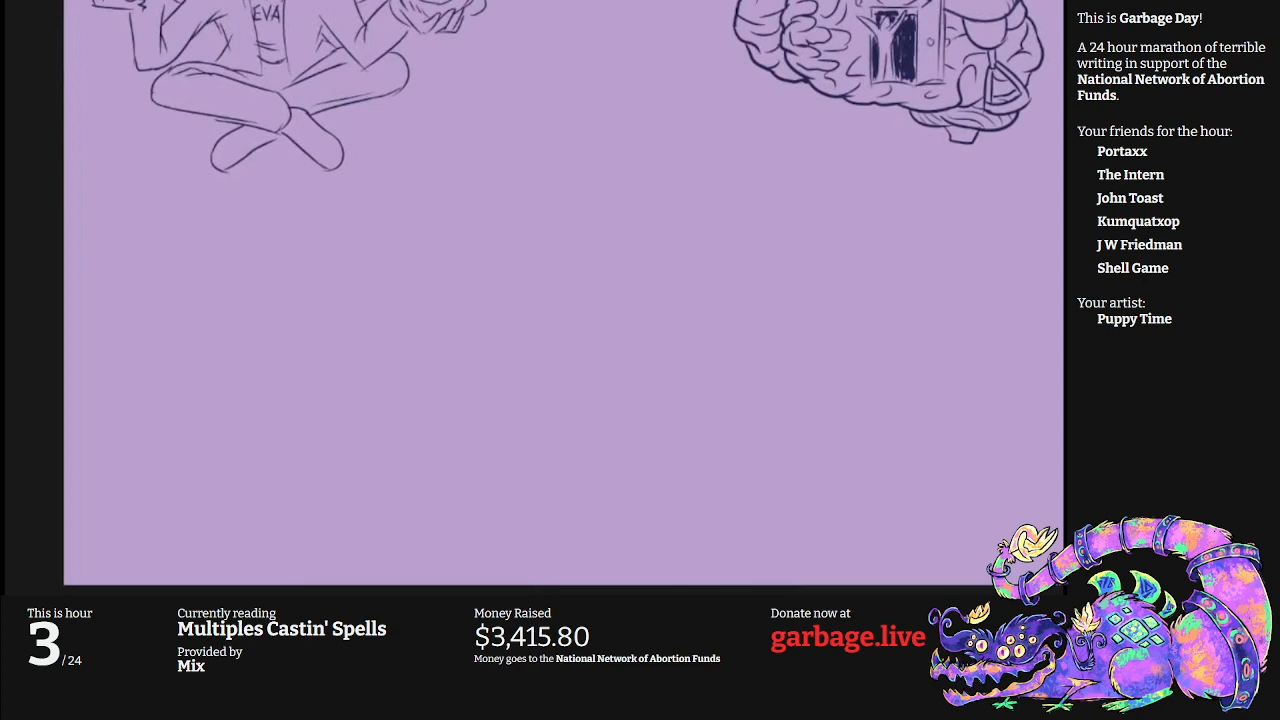 EVA
This is Garbage Day!
A 24 hour marathon of terrible
writing in support of the
National Network of Abortion
Funds.
Your friends for the hour:
Portaxx
The Intern
John Toast
Kumquatxop
J W Friedman
Shell Game
Your artist:
Puppy Time
This is hour
3/24
Currently reading
Multiples Castin' Spells
Provided by
Mix
Money Raised
$3,415.80
Money goes to the National Network of Abortion Funds
Donate now at
garbage.live